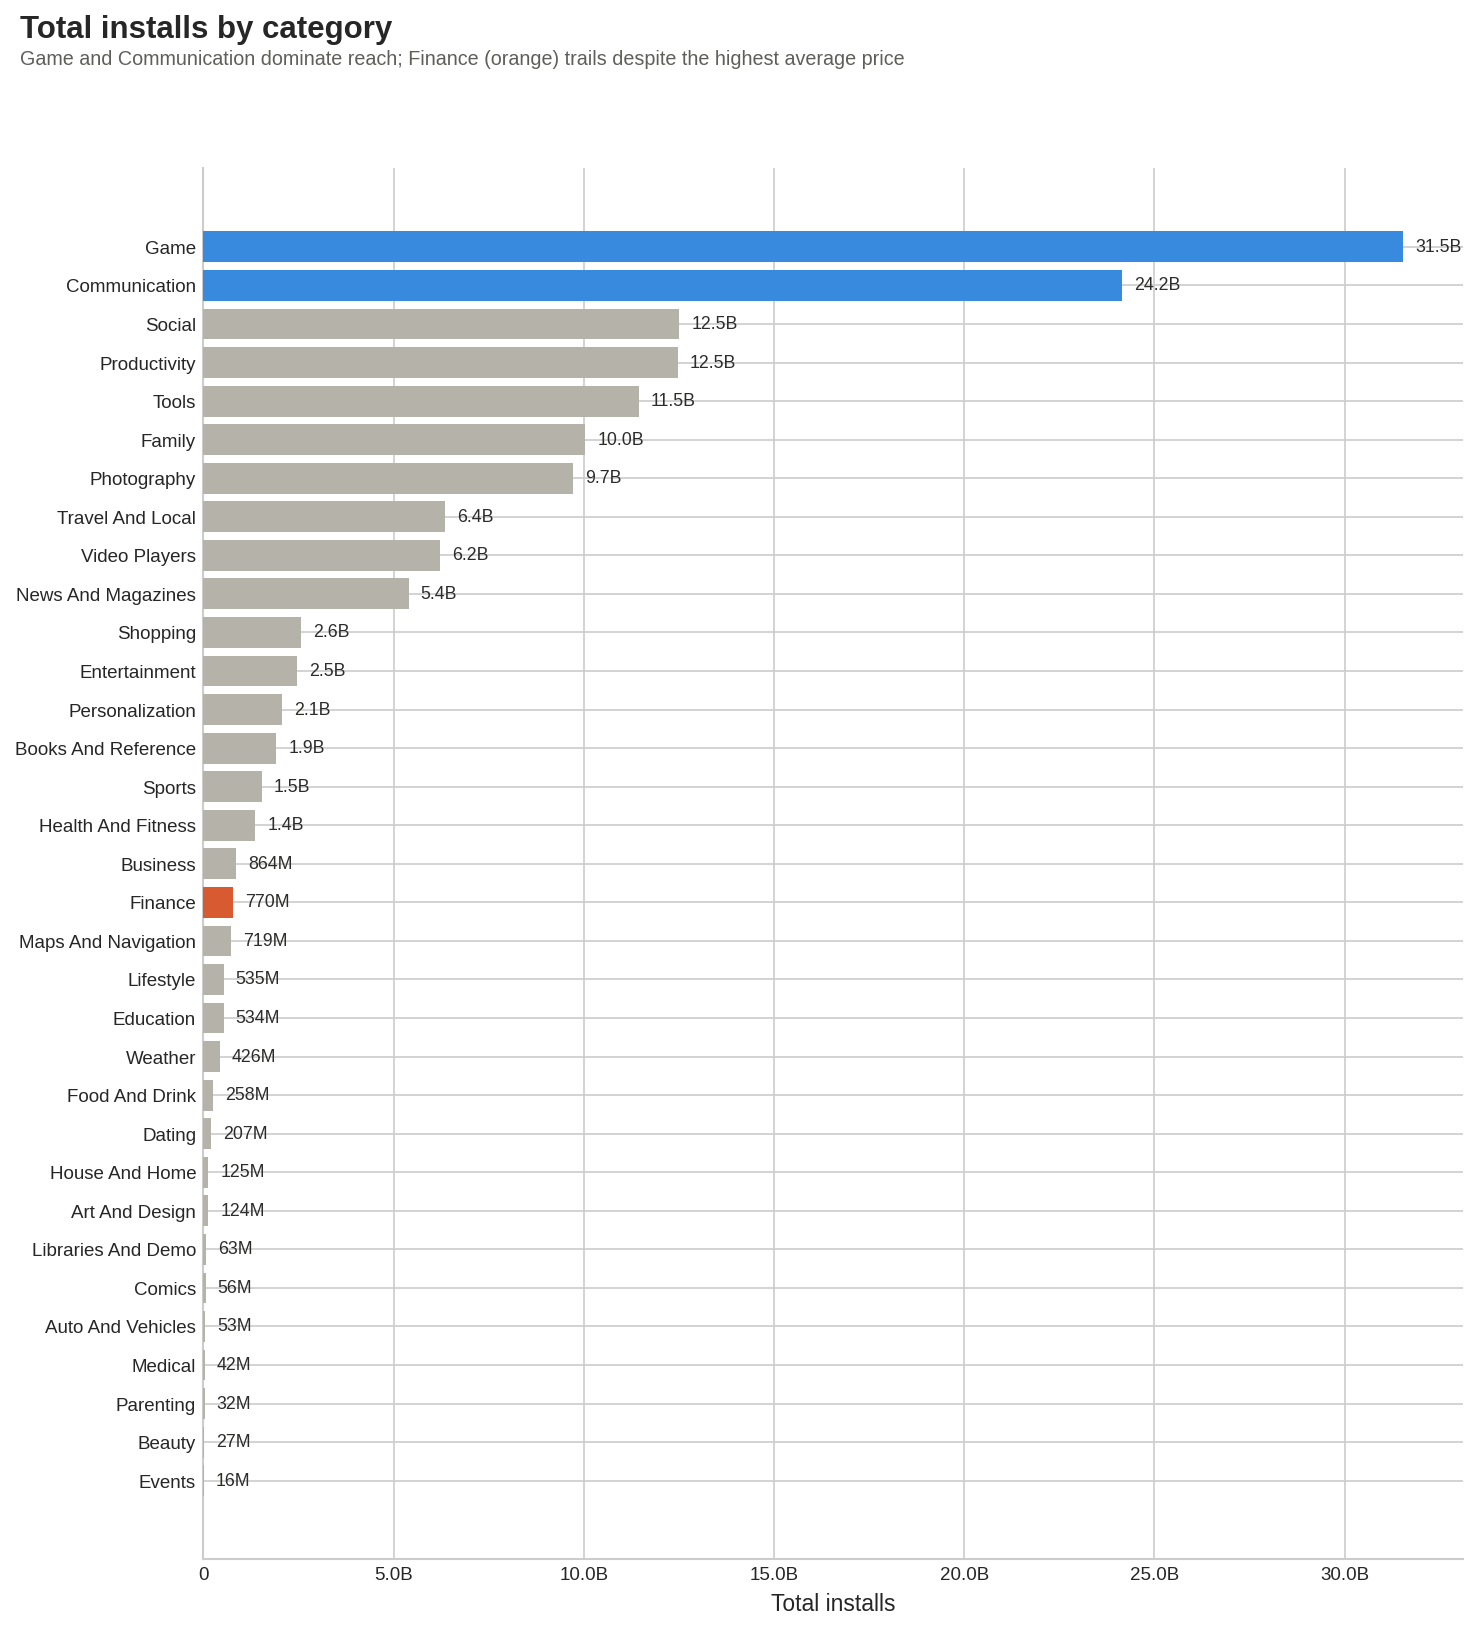 Total installs by category
Game and Communication dominate reach; Finance (orange) trails despite the highest average price
Game 31.5B
Communication 24.2B
Social 12.5B
Productivity 12.5B
Tools 11.5B
Family 10.0B
Photography 9.7B
Travel And Local 6.4B
Video Players 6.2B
News And Magazines 5.4B
Shopping 2.6B
Entertainment 2.5B
Personalization 2.1B
Books And Reference 1.9B
Sports 1.5B
Health And Fitness 1.4B
Business 864M
Finance 770M
Maps And Navigation 719M
Lifestyle 535M
Education 534M
Weather 426M
Food And Drink 258M
Dating 207M
House And Home 125M
Art And Design 124M
Libraries And Demo 63M
Comics 56M
Auto And Vehicles 53M
Medical 42M
Parenting 32M
Beauty 27M
Events 16M
0 5.0B 10.0B 15.0B 20.0B 25.0B 30.0B
Total installs